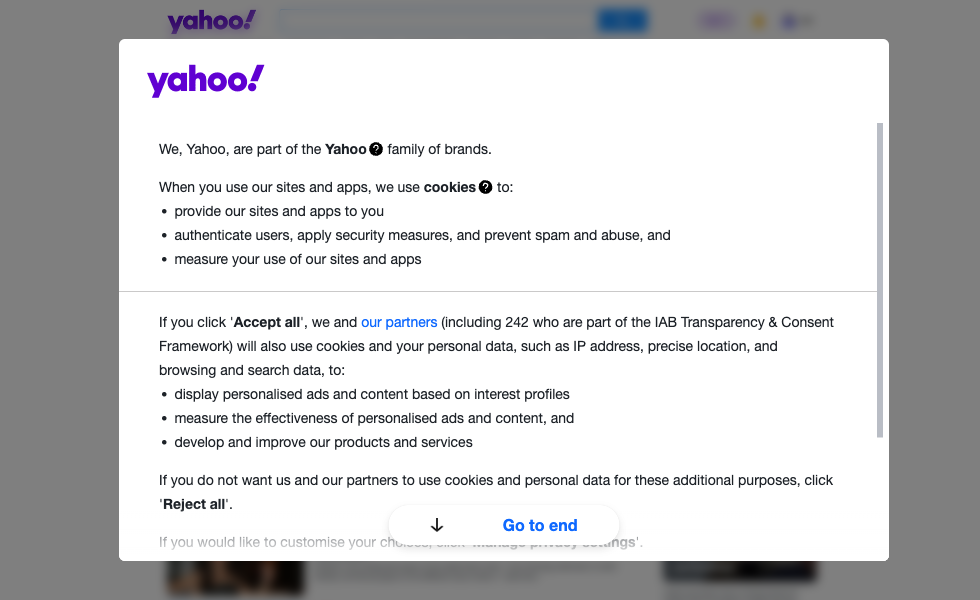 yahoo!
yahoo!
We, Yahoo, are part of the Yahoo family of brands.
When you use our sites and apps, we use cookies to:
• provide our sites and apps to you
• authenticate users, apply security measures, and prevent spam and abuse, and
• measure your use of our sites and apps
If you click 'Accept all', we and our partners (including 242 who are part of the IAB Transparency & Consent
Framework) will also use cookies and your personal data, such as IP address, precise location, and
browsing and search data, to:
• display personalised ads and content based on interest profiles
• measure the effectiveness of personalised ads and content, and
• develop and improve our products and services
If you do not want us and our partners to use cookies and personal data for these additional purposes, click
'Reject all'.
Go to end
If you would like to customise your choices, click 'Manage privacy settings'.